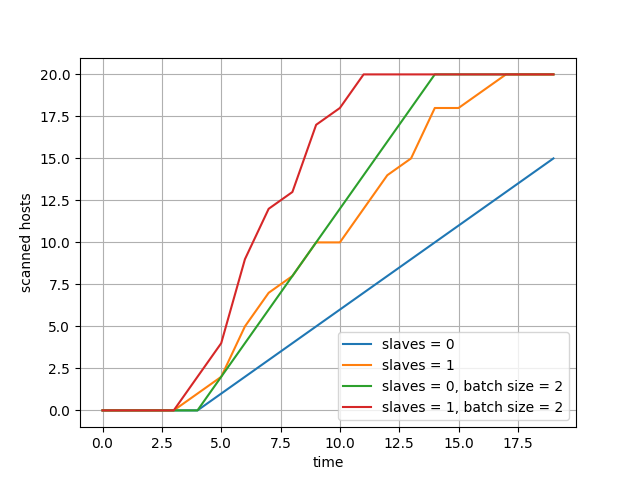 20.0
17.5
15.0
12.5
10.0
7.5
5.0
2.5
0.0
scanned hosts
slaves = 0
slaves = 1
slaves = 0, batch size = 2
slaves = 1, batch size = 2
0.0 2.5 5.0 7.5 10.0 12.5 15.0 17.5
time